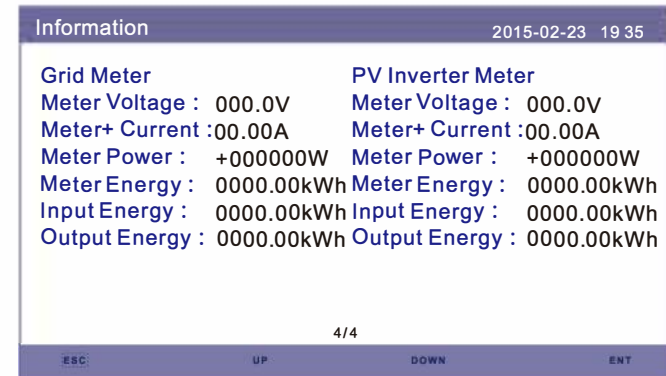 Information 2015-02-23 19 35
Grid Meter PV Inverter Meter
Meter Voltage : 000.0V Meter Voltage : 000.0V
Meter+ Current :00.00A Meter+ Current :00.00A
Meter Power : +000000W Meter Power : +000000W
Meter Energy : 0000.00kWh Meter Energy : 0000.00kWh
Input Energy : 0000.00kWh Input Energy : 0000.00kWh
Output Energy : 0000.00kWh Output Energy : 0000.00kWh
4/4
ESC UP DOWN ENT